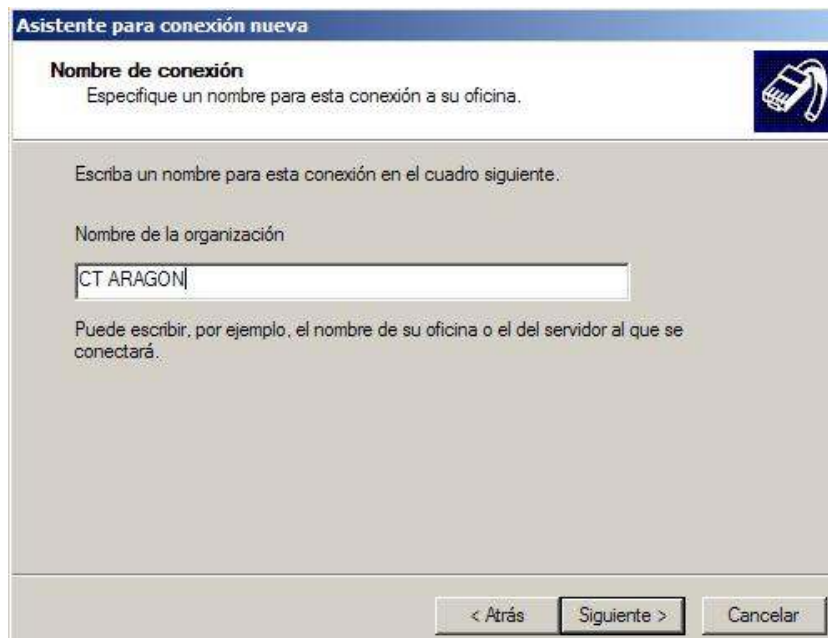 Asistente para conexión nueva
Nombre de conexión
Especifique un nombre para esta conexión a su oficina.
Escriba un nombre para esta conexión en el cuadro siguiente.
Nombre de la organización
CT ARAGON
Puede escribir, por ejemplo, el nombre de su oficina o el del servidor al que se
conectará.
< Atrás Siguiente > Cancelar